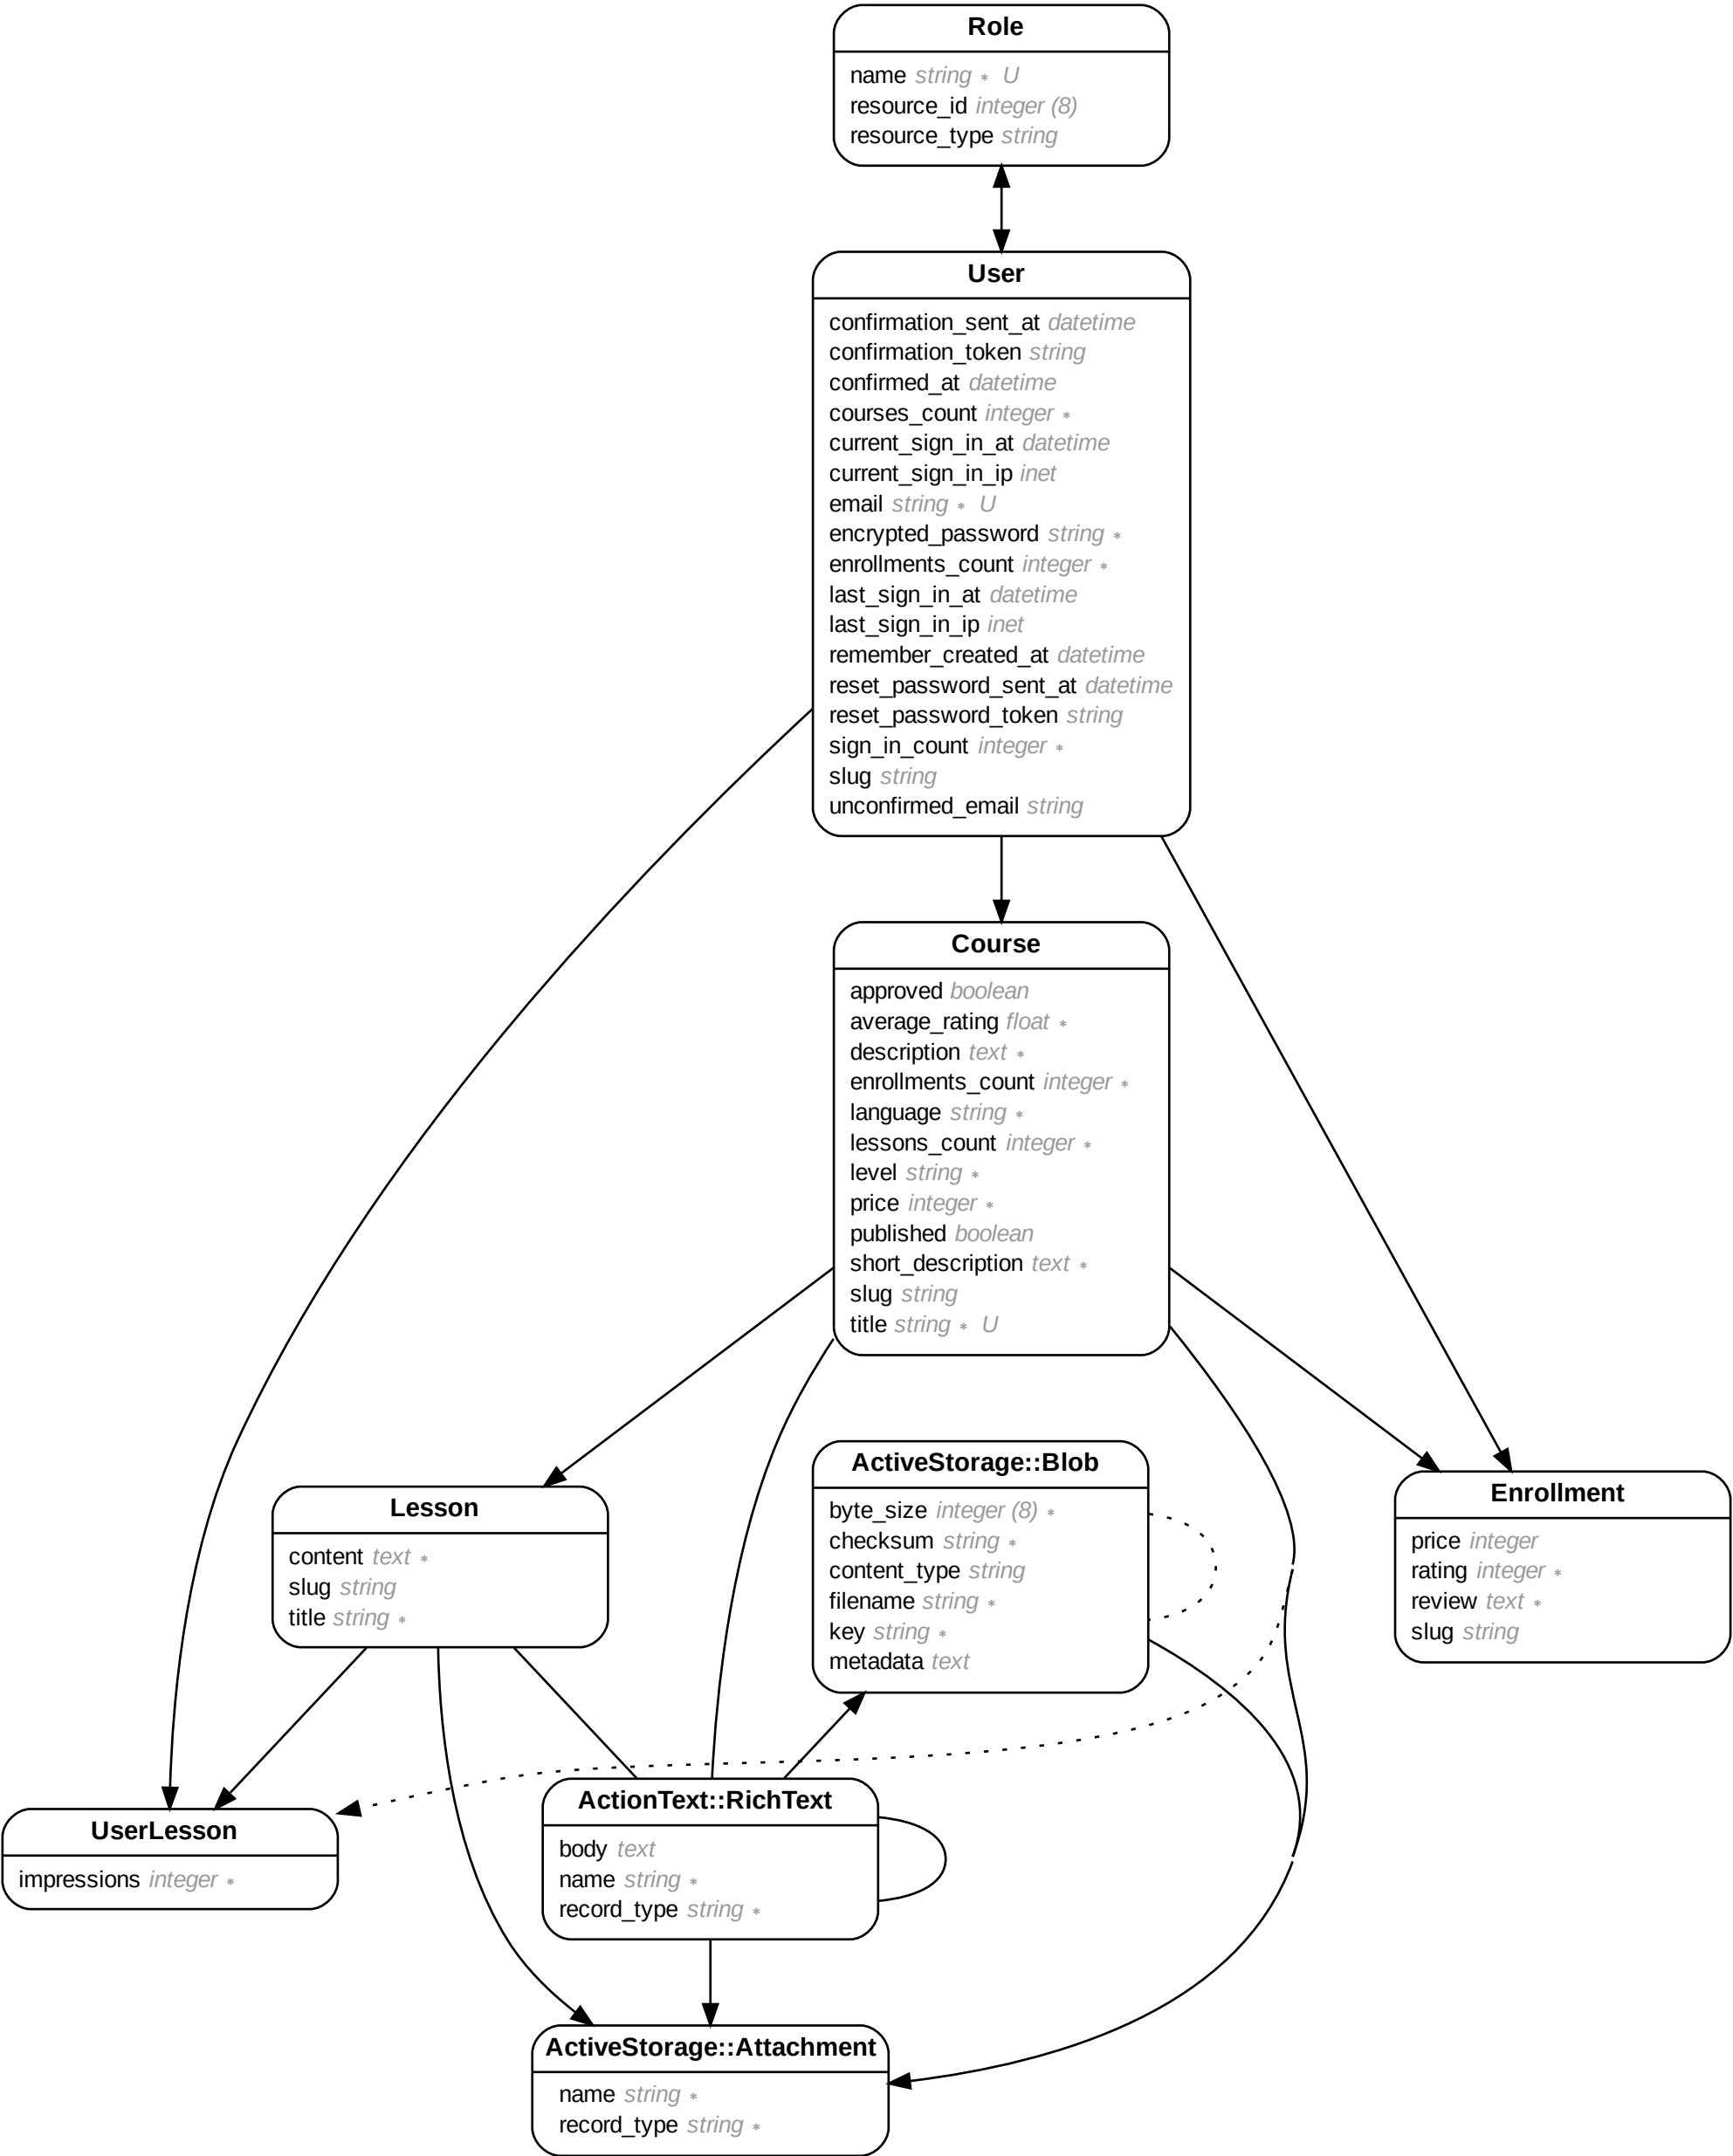 Role
name string * U
resource_id integer (8)
resource_type string
User
confirmation_sent_at datetime
confirmation_token string
confirmed_at datetime
courses_count integer *
current_sign_in_at datetime
current_sign_in_ip inet
email string * U
encrypted_password string *
enrollments_count integer *
last_sign_in_at datetime
last_sign_in_ip inet
remember_created_at datetime
reset_password_sent_at datetime
reset_password_token string
sign_in_count integer *
slug string
unconfirmed_email string
Course
approved boolean
average_rating float *
description text *
enrollments_count integer *
language string *
lessons_count integer *
level string *
price integer *
published boolean
short_description text *
slug string
title string * U
ActiveStorage::Blob
byte_size integer (8) *
checksum string *
content_type string
filename string *
key string *
metadata text
Enrollment
price integer
rating integer *
review text *
slug string
Lesson
content text *
slug string
title string *
ActionText::RichText
body text
name string *
record_type string *
UserLesson
impressions integer *
ActiveStorage::Attachment
name string *
record_type string *